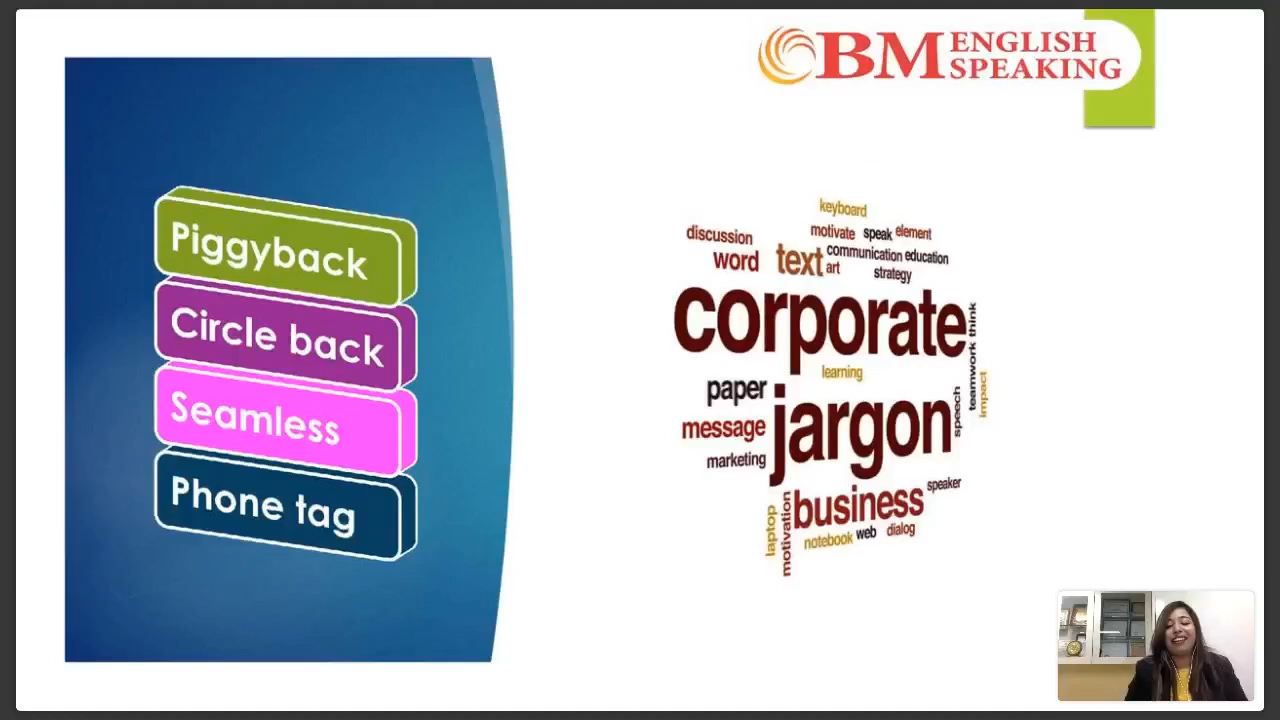 BM ENGLISH
SPEAKING
Piggyback
Circle back
Seamless
Phone tag
keyboard
discussion motivate speak element
word text communication education
art strategy
corporate
teamwork think
learning
paper
jargon
speech
impact
message
marketing
business
speaker
laptop
motivation
notebook web dialog